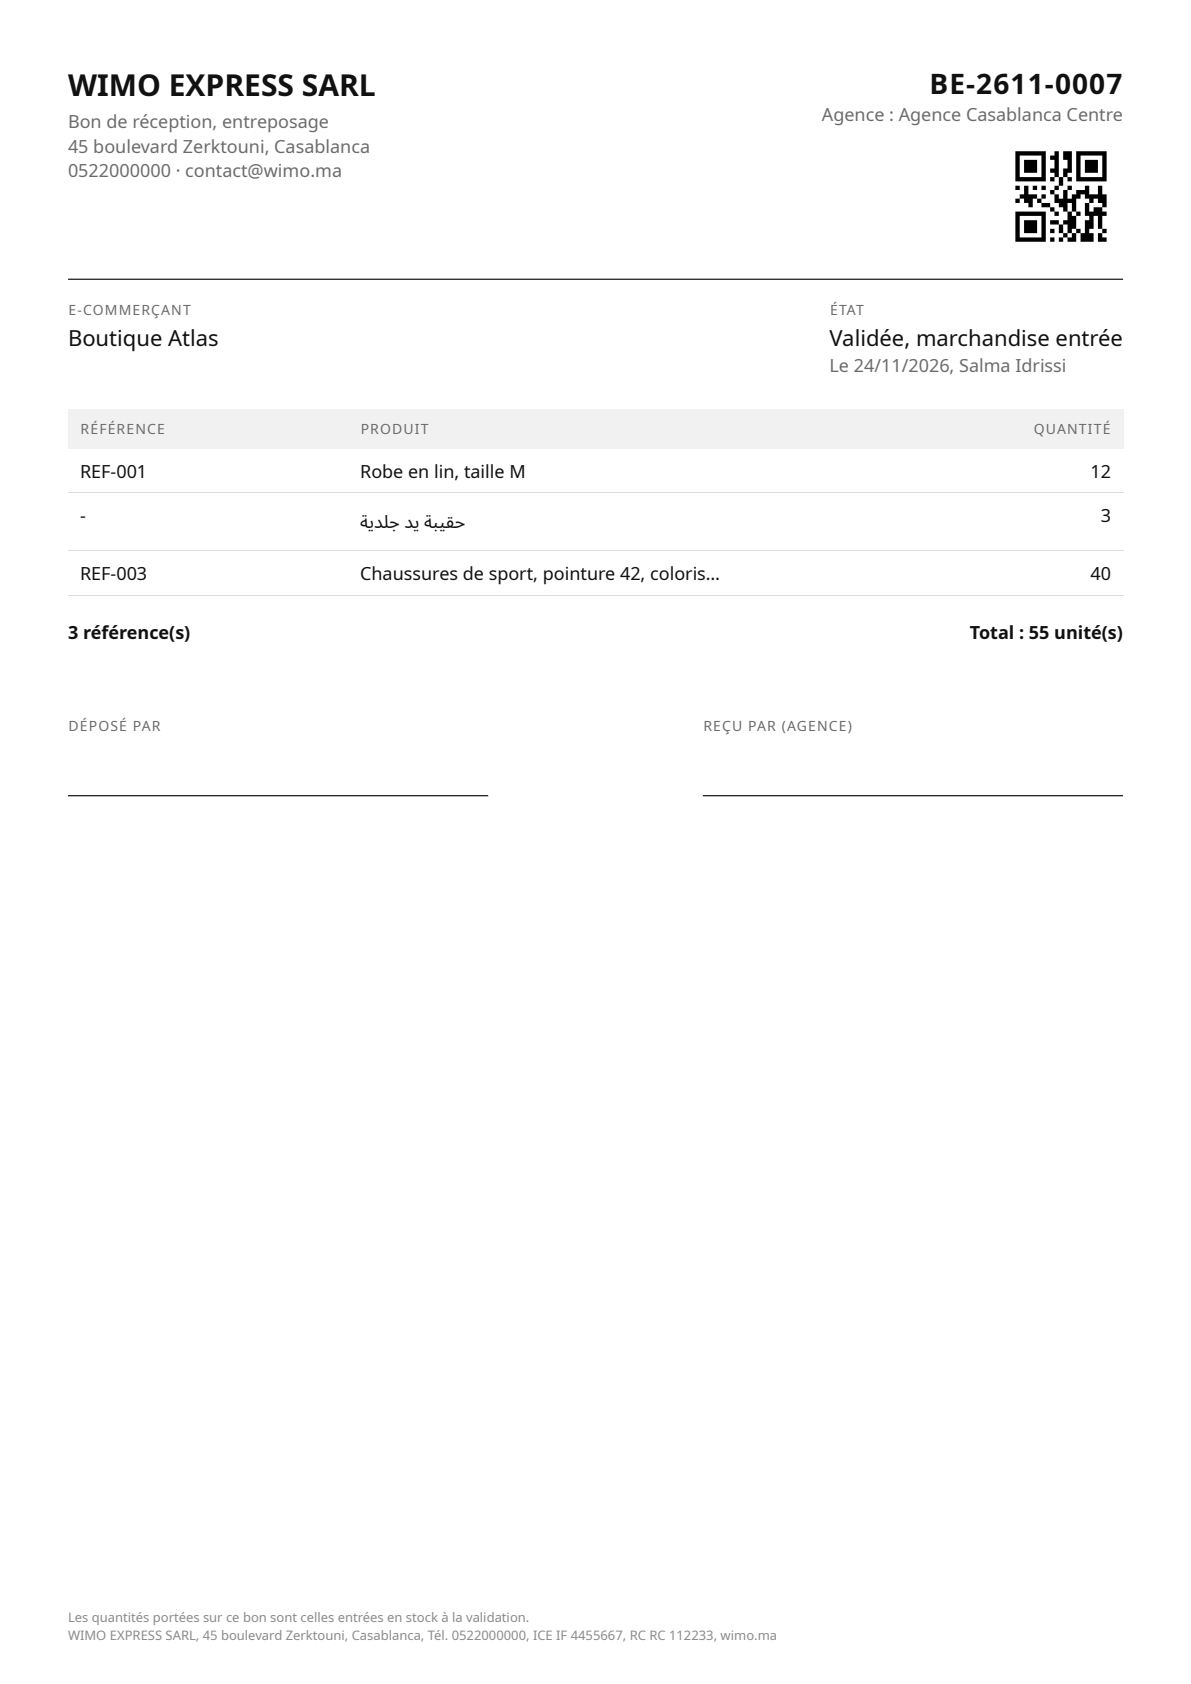 WIMO EXPRESS SARL
Bon de réception, entreposage
45 boulevard Zerktouni, Casablanca
0522000000 · contact@wimo.ma
BE-2611-0007
Agence : Agence Casablanca Centre
E-COMMERÇANT
Boutique Atlas
ÉTAT
Validée, marchandise entrée
Le 24/11/2026, Salma Idrissi
RÉFÉRENCE PRODUIT QUANTITÉ
REF-001 Robe en lin, taille M 12
- حقيبة يد جلدية 3
REF-003 Chaussures de sport, pointure 42, coloris… 40
3 référence(s) Total : 55 unité(s)
DÉPOSÉ PAR REÇU PAR (AGENCE)
Les quantités portées sur ce bon sont celles entrées en stock à la validation.
WIMO EXPRESS SARL, 45 boulevard Zerktouni, Casablanca, Tél. 0522000000, ICE IF 4455667, RC RC 112233, wimo.ma